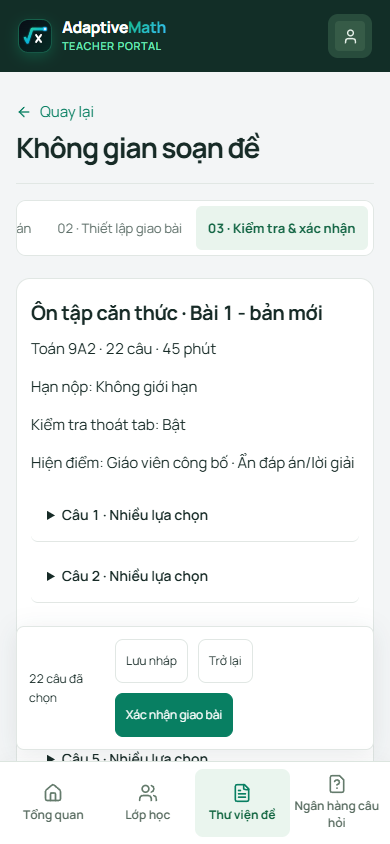 AdaptiveMath
TEACHER PORTAL
← Quay lại
Không gian soạn đề
án
02 · Thiết lập giao bài
03 · Kiểm tra & xác nhận
Ôn tập căn thức · Bài 1 - bản mới
Toán 9A2 · 22 câu · 45 phút
Hạn nộp: Không giới hạn
Kiểm tra thoát tab: Bật
Hiện điểm: Giáo viên công bố · Ẩn đáp án/lời giải
▶ Câu 1 · Nhiều lựa chọn
▶ Câu 2 · Nhiều lựa chọn
22 câu đã
chọn
Lưu nháp
Trở lại
Xác nhận giao bài
▶ Câu 5 · Nhiều lựa chọn
Tổng quan
Lớp học
Thư viện đề
Ngân hàng câu
hỏi